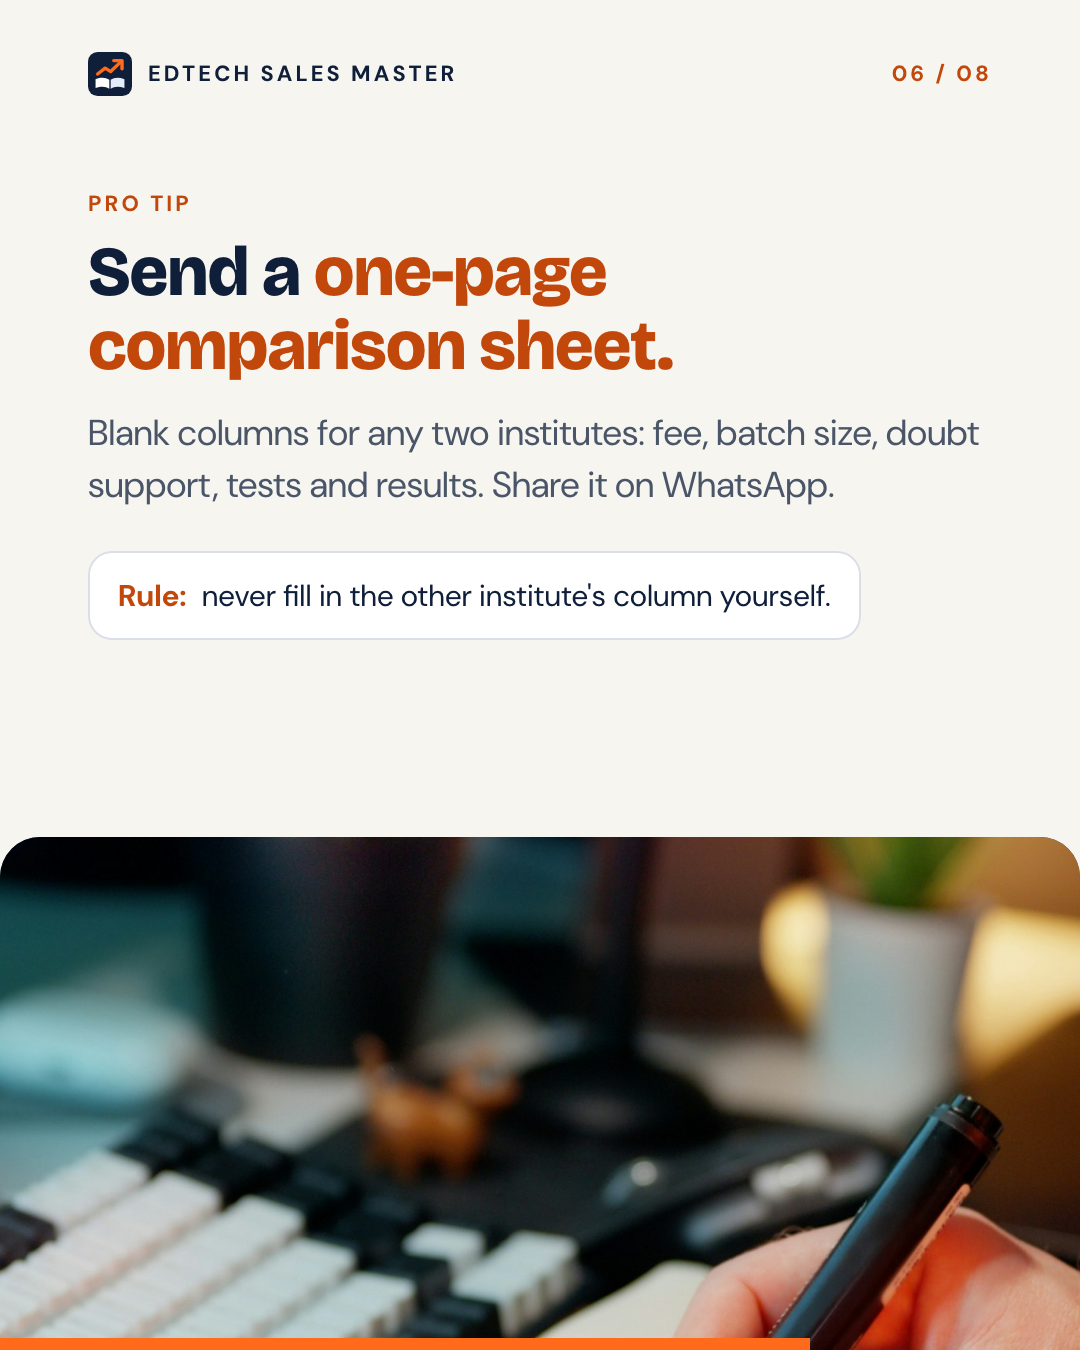 EDTECH SALES MASTER
06 / 08
PRO TIP
Send a one-page
comparison sheet.
Blank columns for any two institutes: fee, batch size, doubt
support, tests and results. Share it on WhatsApp.
Rule: never fill in the other institute's column yourself.